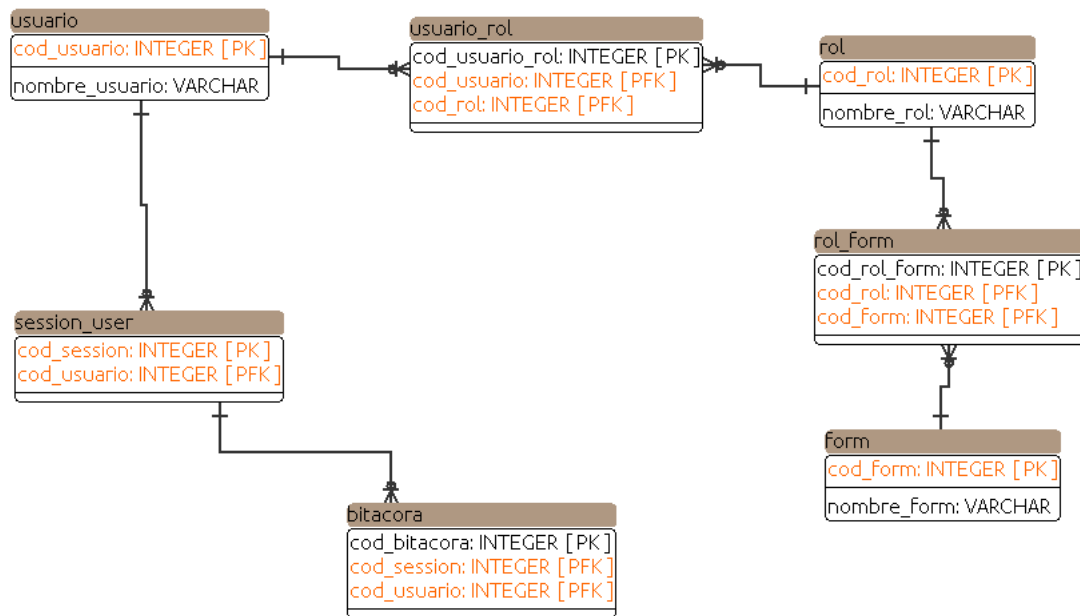 usuario
cod_usuario: INTEGER [PK]
nombre_usuario: VARCHAR
usuario_rol
cod_usuario_rol: INTEGER [PK]
cod_usuario: INTEGER [PFK]
cod_rol: INTEGER [PFK]
rol
cod_rol: INTEGER [PK]
nombre_rol: VARCHAR
rol_form
cod_rol_form: INTEGER [PK]
cod_rol: INTEGER [PFK]
cod_form: INTEGER [PFK]
session_user
cod_session: INTEGER [PK]
cod_usuario: INTEGER [PFK]
form
cod_form: INTEGER [PK]
nombre_form: VARCHAR
bitacora
cod_bitacora: INTEGER [PK]
cod_session: INTEGER [PFK]
cod_usuario: INTEGER [PFK]